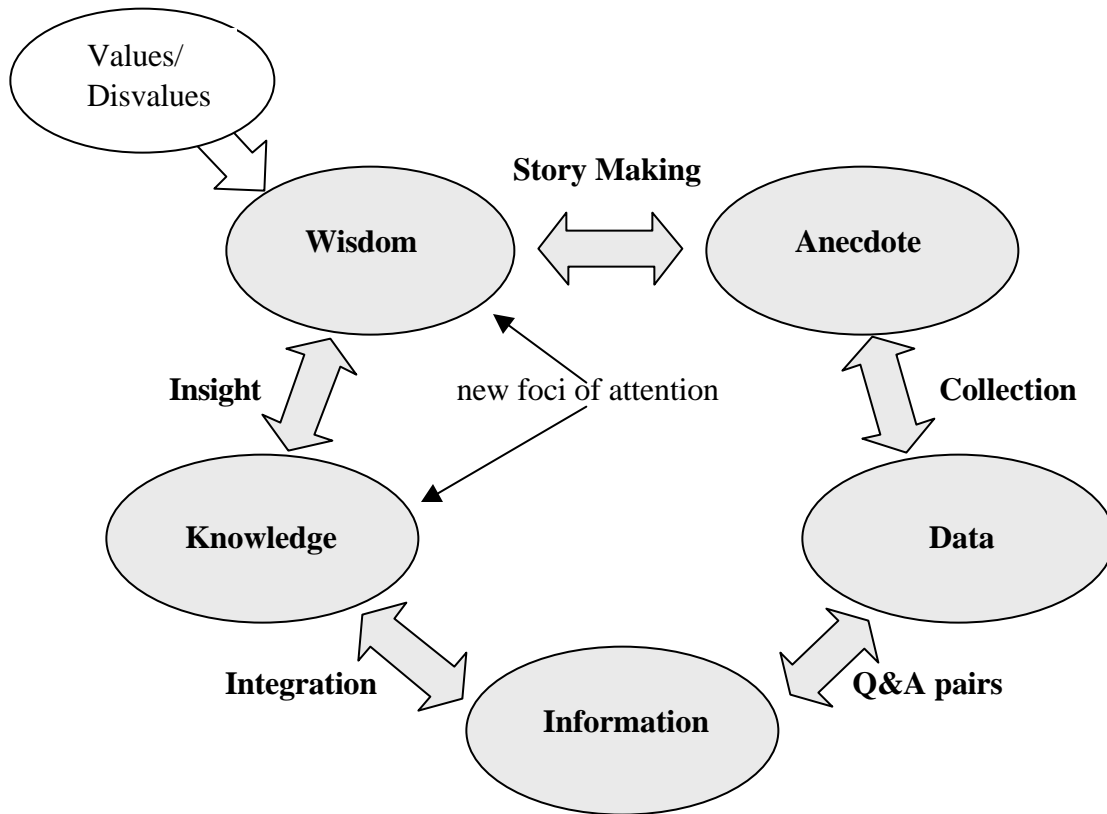 Values/
Disvalues
Story Making
Wisdom
Anecdote
Insight
new foci of attention
Collection
Knowledge
Data
Integration
Q&A pairs
Information